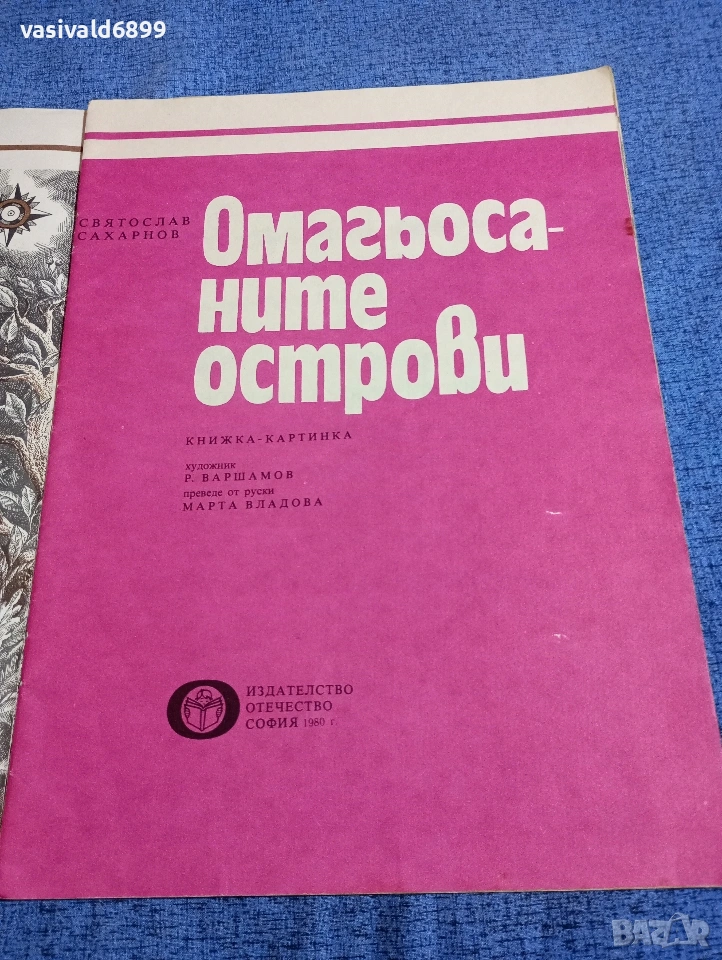 vasivald6899
СВЯТОСЛАВ
САХАРНОВ
Омагьоса-
ните
острови
КНИЖКА-КАРТИНКА
художник
Р. ВАРШАМОВ
преведе от руски
МАРТА ВЛАДОВА
ИЗДАТЕЛСТВО
ОТЕЧЕСТВО
СОФИЯ 1980 г.
BAZAR